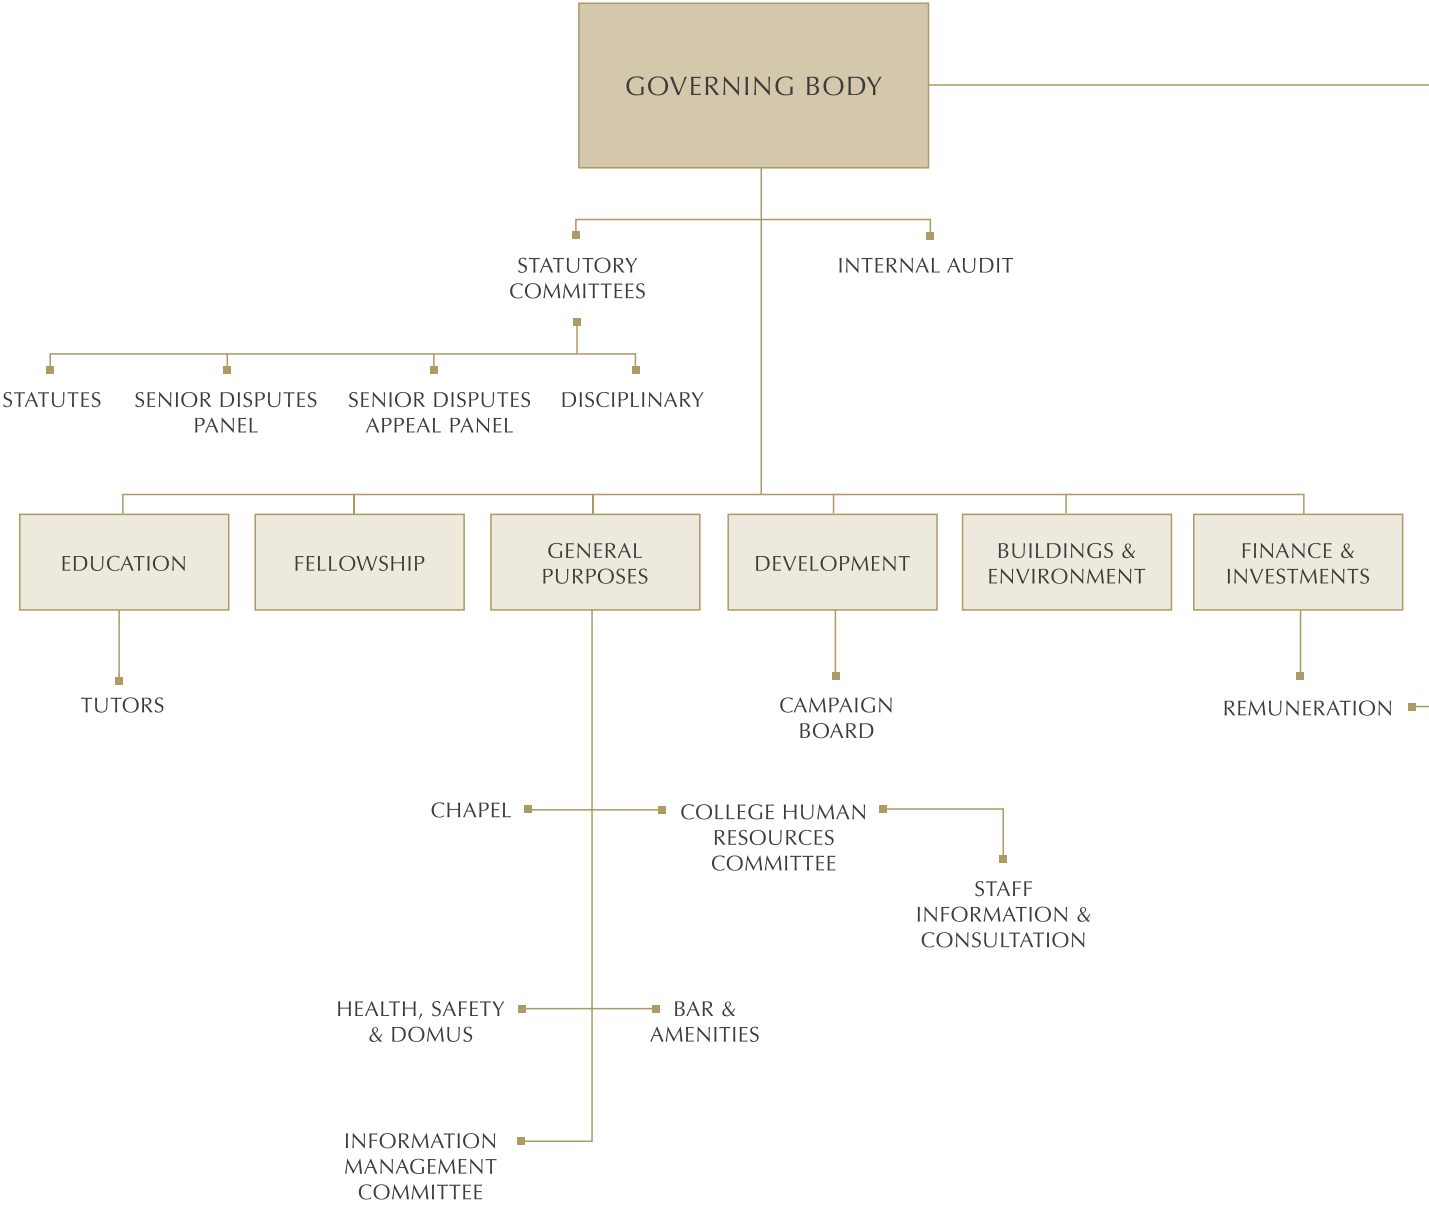 GOVERNING BODY
STATUTORY
COMMITTEES
INTERNAL AUDIT
STATUTES
SENIOR DISPUTES
PANEL
SENIOR DISPUTES
APPEAL PANEL
DISCIPLINARY
EDUCATION
FELLOWSHIP
GENERAL
PURPOSES
DEVELOPMENT
BUILDINGS &
ENVIRONMENT
FINANCE &
INVESTMENTS
TUTORS
CAMPAIGN
BOARD
REMUNERATION
CHAPEL
COLLEGE HUMAN
RESOURCES
COMMITTEE
STAFF
INFORMATION &
CONSULTATION
HEALTH, SAFETY
& DOMUS
BAR &
AMENITIES
INFORMATION
MANAGEMENT
COMMITTEE